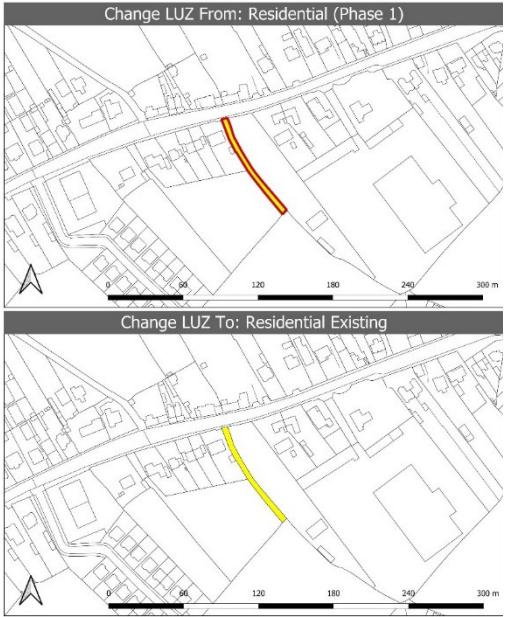 Change LUZ From: Residential (Phase 1)
0 60 120 180 240 300 m
Change LUZ To: Residential Existing
0 60 120 180 240 300 m